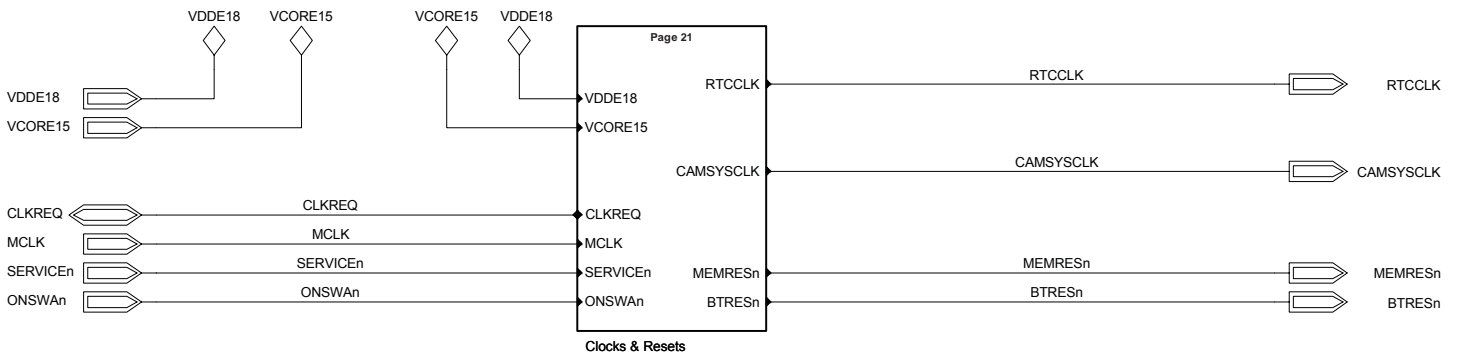 VDDE18 VCORE15 VCORE15 VDDE18
Page 21
RTCCLK RTCCLK RTCCLK
VDDE18 VDDE18
VCORE15 VCORE15
CAMSYSCLK CAMSYSCLK CAMSYSCLK
CLKREQ CLKREQ CLKREQ
MCLK MCLK MCLK
SERVICEn SERVICEn SERVICEn MEMRESn MEMRESn MEMRESn
ONSWAn ONSWAn ONSWAn BTRESn BTRESn BTRESn
Clocks & Resets